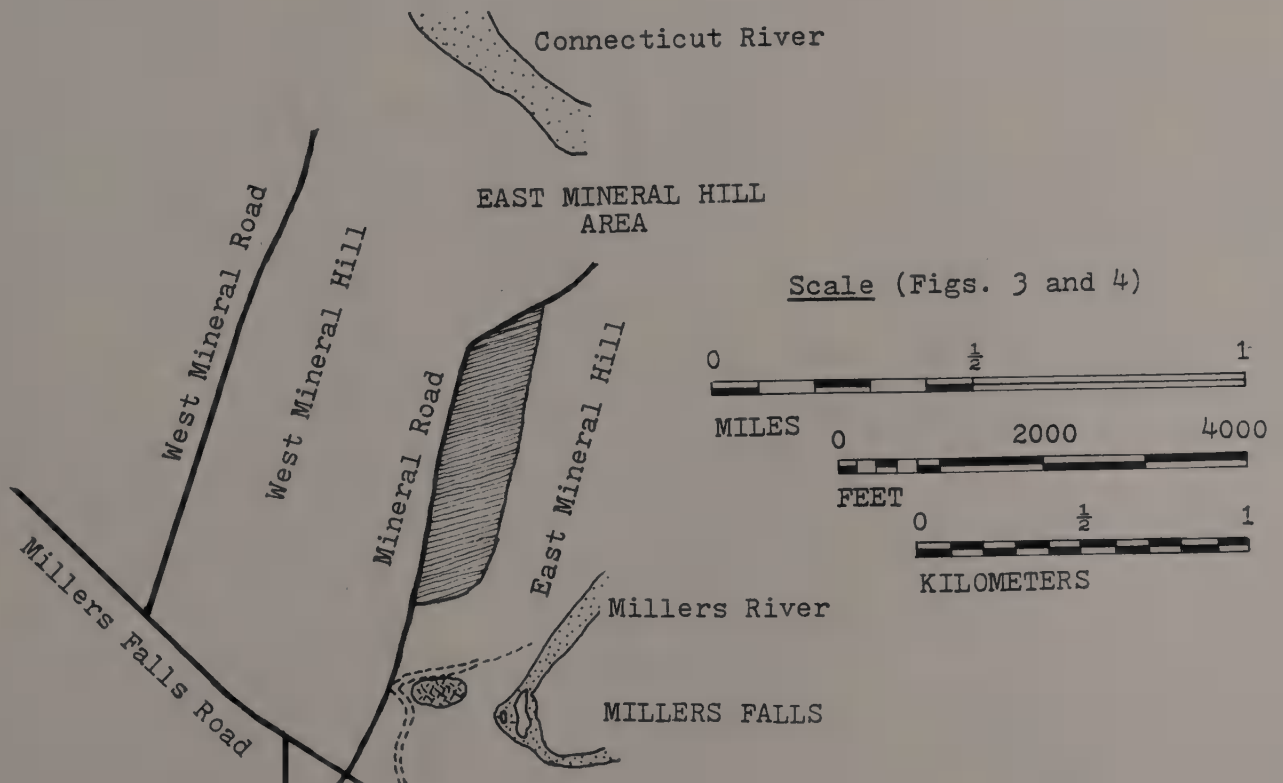 Connecticut River
EAST MINERAL HILL
AREA
West Mineral Road
West Mineral Hill
Scale (Figs. 3 and 4)
0 ½ 1
MILES
0 2000 4000
FEET
0 ½ 1
KILOMETERS
Mineral Road
East Mineral Hill
Millers Falls Road
Millers River
MILLERS FALLS